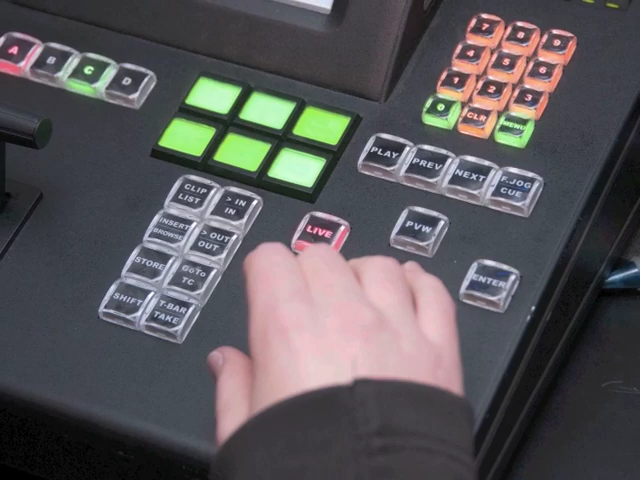 A B C D
7 8 9
4 5 6
1 2 3
0 CLR MENU
PLAY PREV NEXT F.JOG
CUE
CLIP
LIST
> IN
IN
INSERT
BROWSE
> OUT
OUT
STORE
GoTo
TC
SHIFT
T-BAR
TAKE
LIVE
PVW
ENTER